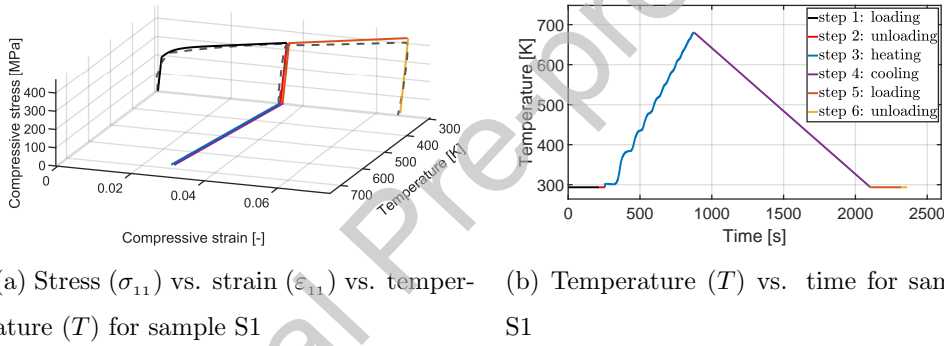 Compressive stress [MPa]
400
300
200
100
0
0
0.02
0.04
0.06
300
400
500
600
700
Temperature [K]
Compressive strain [-]
Temperature [K]
700
600
500
400
300
0
500
1000
1500
2000
2500
Time [s]
step 1: loading
step 2: unloading
step 3: heating
step 4: cooling
step 5: loading
step 6: unloading
a) Stress (σ₁₁) vs. strain (ε₁₁) vs. temper-
ature (T) for sample S1
(b) Temperature (T) vs. time for sam
S1
al Pre-pr